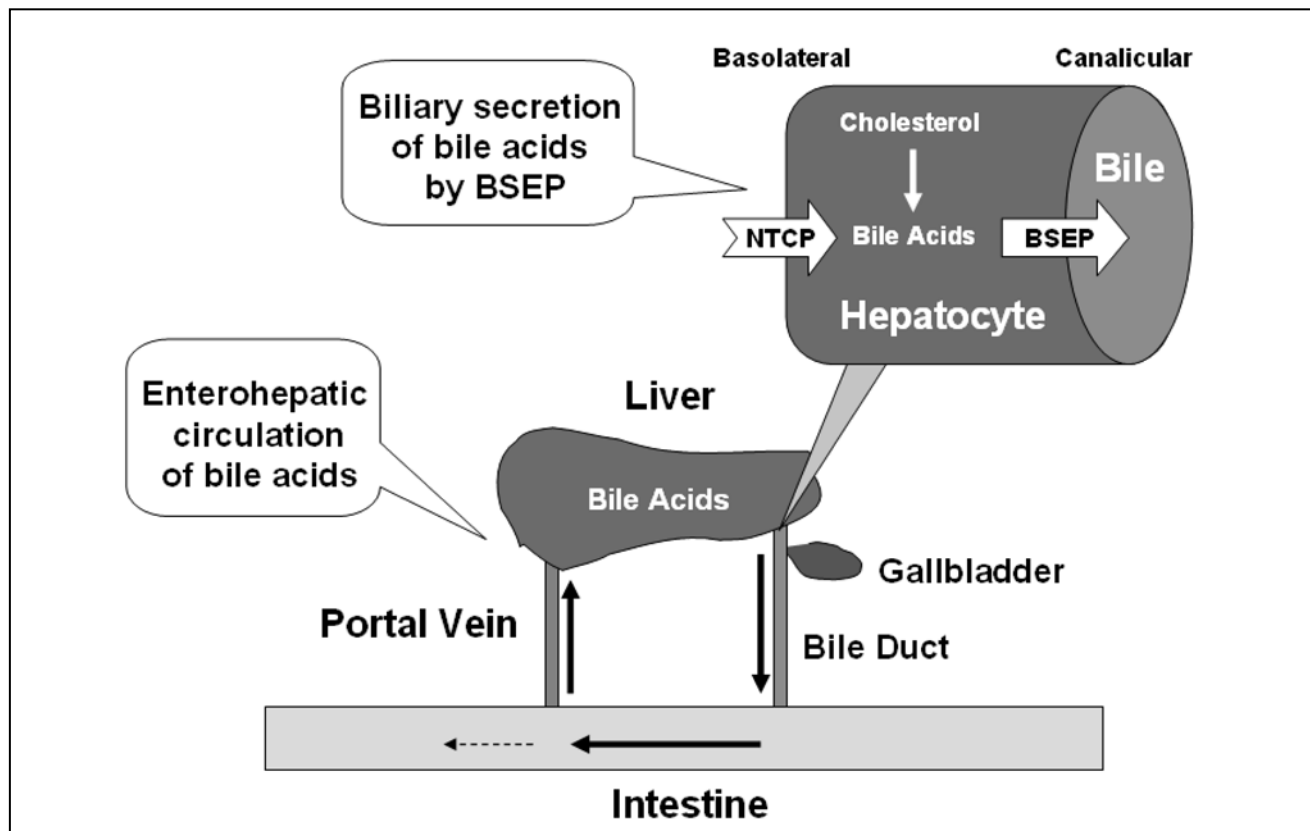 Basolateral
Canalicular
Biliary secretion
of bile acids
by BSEP
Cholesterol
Bile
NTCP
Bile Acids
BSEP
Hepatocyte
Enterohepatic
circulation
of bile acids
Liver
Bile Acids
Gallbladder
Portal Vein
Bile Duct
Intestine